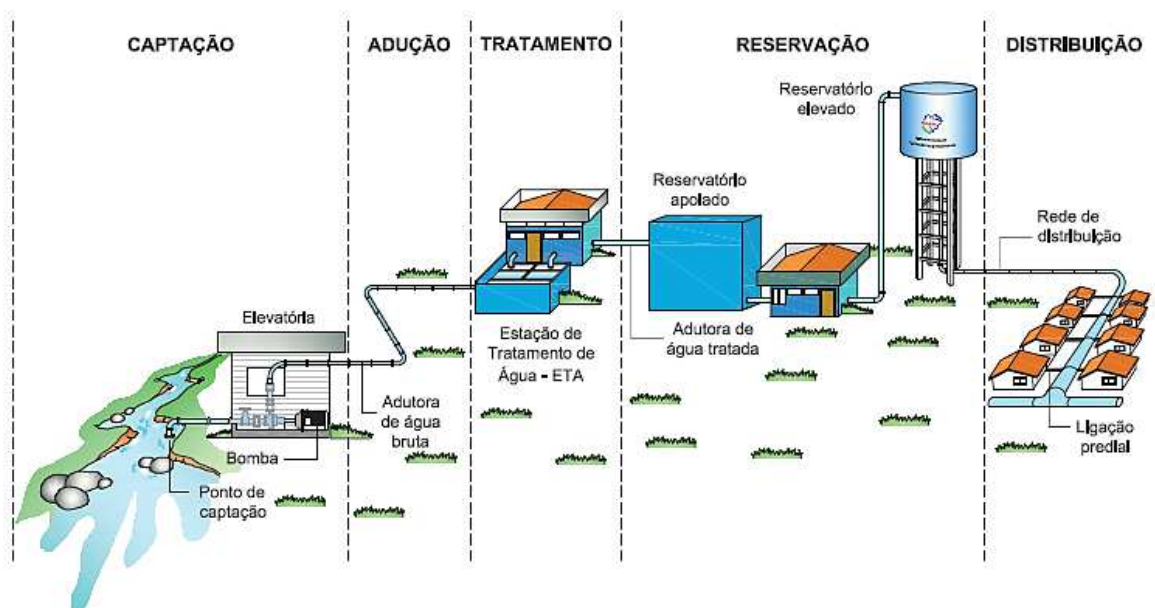 CAPTAÇÃO
ADUÇÃO
TRATAMENTO
RESERVAÇÃO
DISTRIBUIÇÃO
Reservatório
elevado
Reservatório
apoiado
Rede de
distribuição
Elevatória
Estação de
Tratamento de
Água - ETA
Adutora de
água tratada
Adutora
de água
bruta
Bomba
Ponto de
captação
Ligação
predial